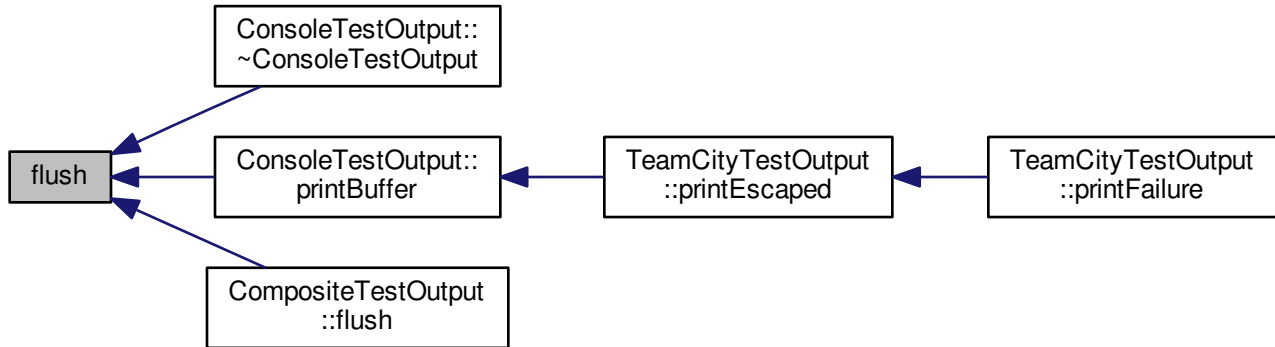 ConsoleTestOutput::
~ConsoleTestOutput
flush
ConsoleTestOutput::
printBuffer
TeamCityTestOutput
::printEscaped
TeamCityTestOutput
::printFailure
CompositeTestOutput
::flush